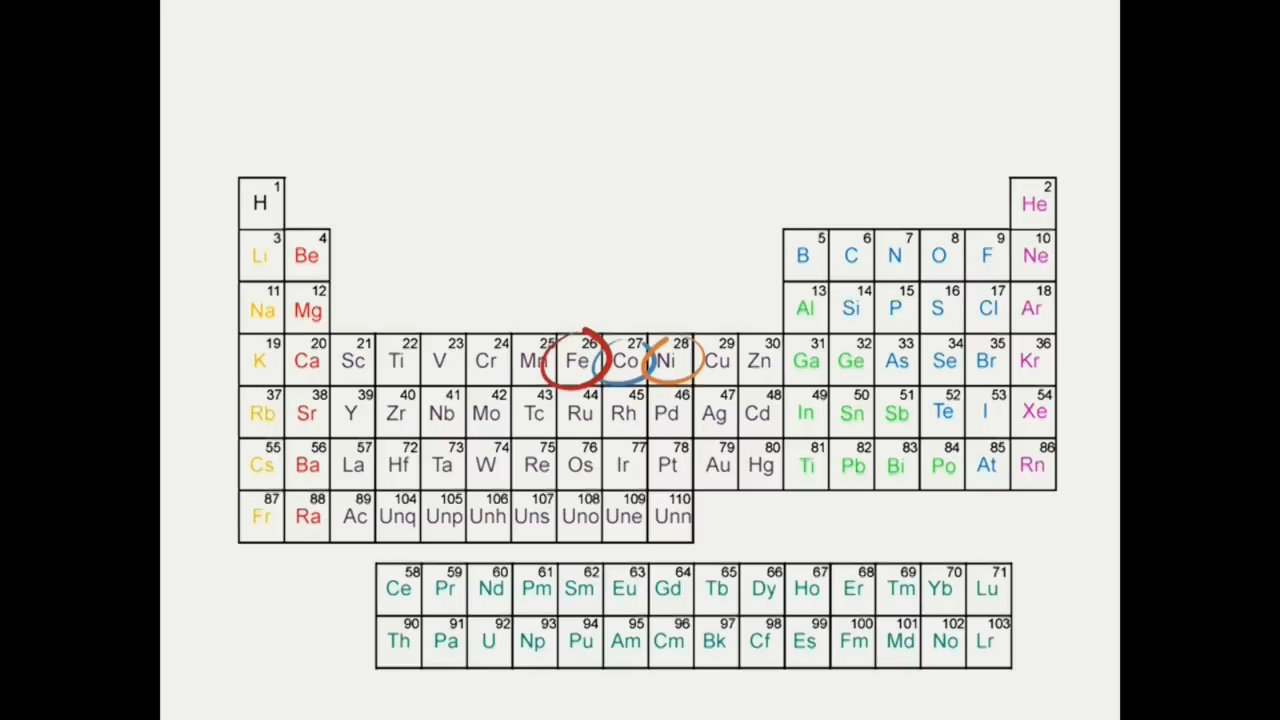 1 2
H He
3 4 5 6 7 8 9 10
Li Be B C N O F Ne
11 12 13 14 15 16 17 18
Na Mg Al Si P S Cl Ar
19 20 21 22 23 24 25 26 27 28 29 30 31 32 33 34 35 36
K Ca Sc Ti V Cr Mn Fe Co Ni Cu Zn Ga Ge As Se Br Kr
37 38 39 40 41 42 43 44 45 46 47 48 49 50 51 52 53 54
Rb Sr Y Zr Nb Mo Tc Ru Rh Pd Ag Cd In Sn Sb Te I Xe
55 56 57 72 73 74 75 76 77 78 79 80 81 82 83 84 85 86
Cs Ba La Hf Ta W Re Os Ir Pt Au Hg Ti Pb Bi Po At Rn
87 88 89 104 105 106 107 108 109 110
Fr Ra Ac Unq Unp Unh Uns Uno Une Unn
58 59 60 61 62 63 64 65 66 67 68 69 70 71
Ce Pr Nd Pm Sm Eu Gd Tb Dy Ho Er Tm Yb Lu
90 91 92 93 94 95 96 97 98 99 100 101 102 103
Th Pa U Np Pu Am Cm Bk Cf Es Fm Md No Lr